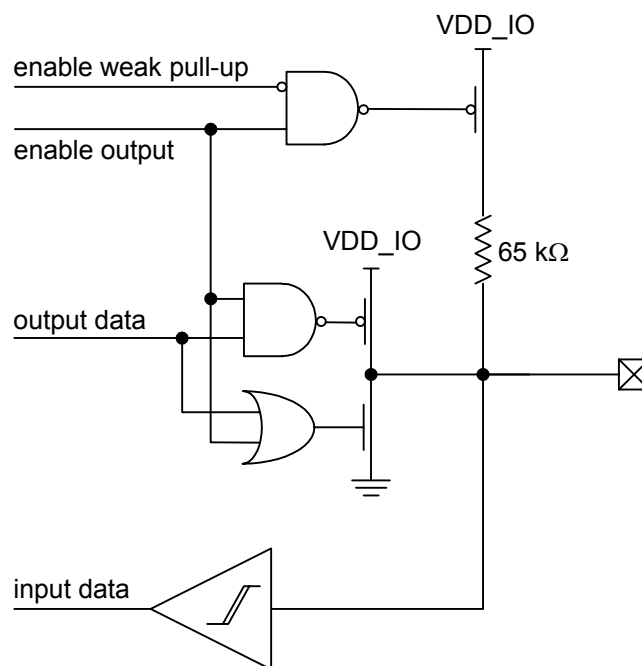 VDD_IO
enable weak pull-up
enable output
VDD_IO
65 kΩ
output data
input data